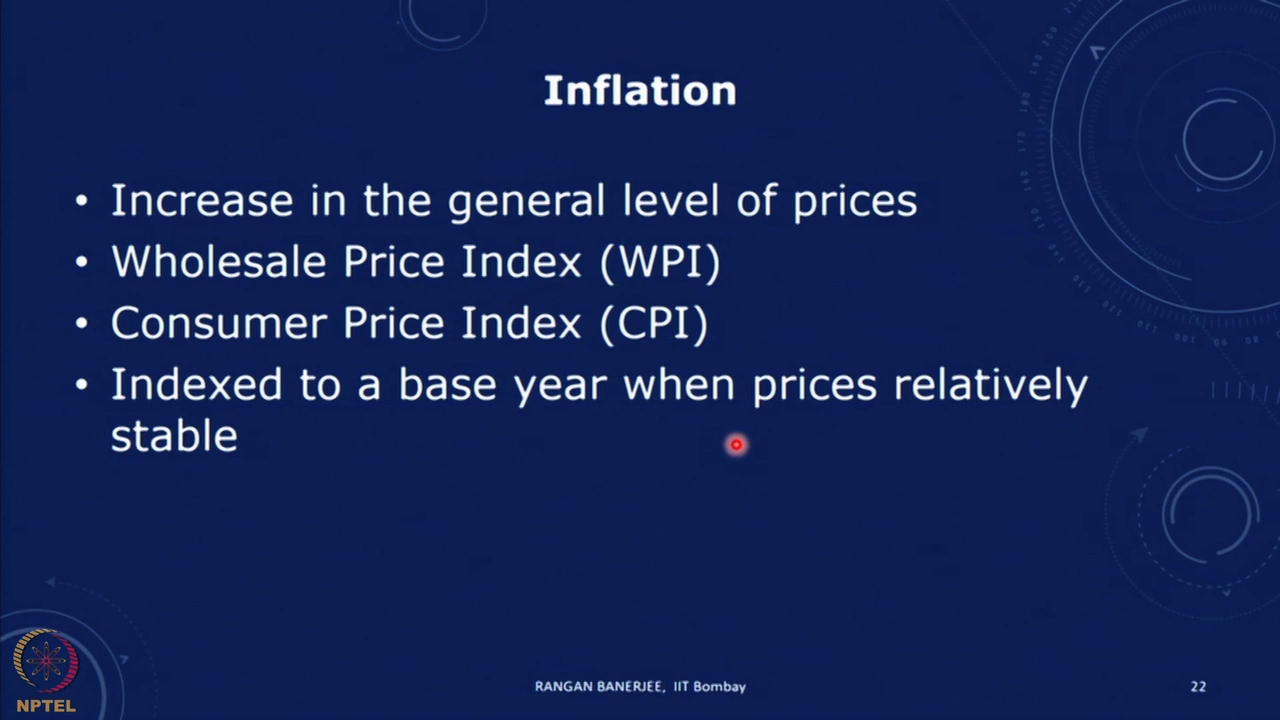 Inflation
• Increase in the general level of prices
• Wholesale Price Index (WPI)
• Consumer Price Index (CPI)
• Indexed to a base year when prices relatively
stable
NPTEL
RANGAN BANERJEE, IIT Bombay
22